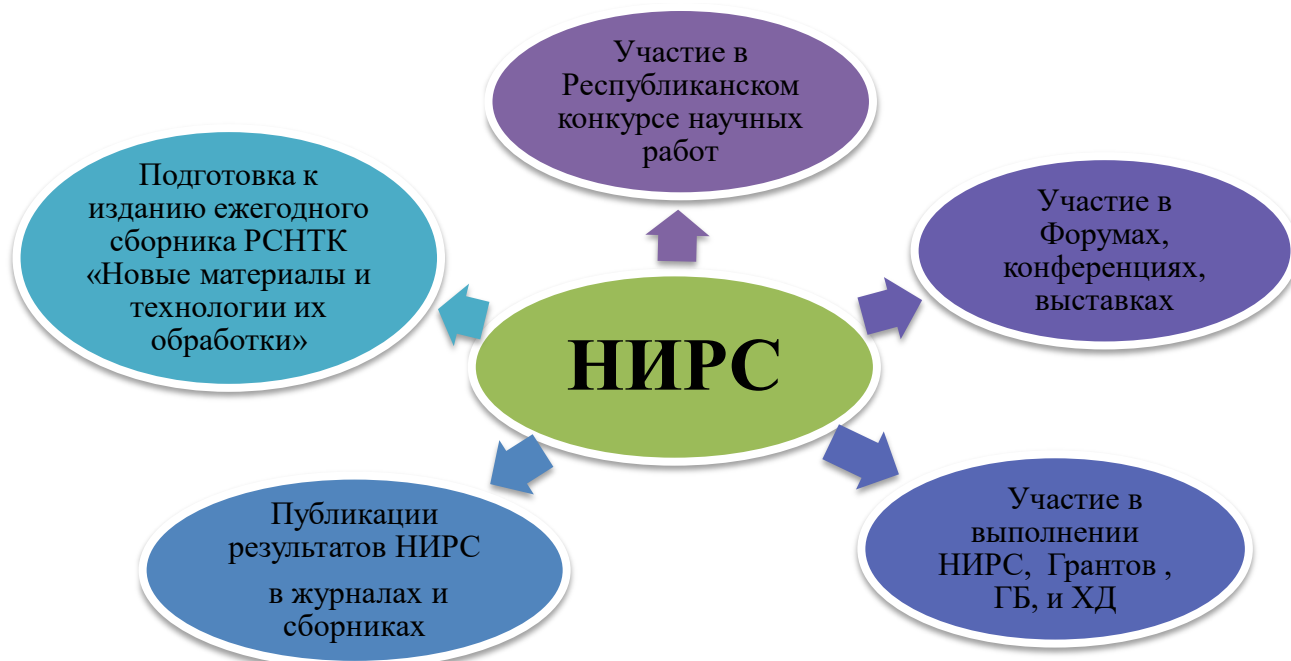 Участие в
Республиканском
конкурсе научных
работ
Подготовка к
изданию ежегодного
сборника РСНТК
«Новые материалы и
технологии их
обработки»
Участие в
Форумах,
конференциях,
выставках
НИРС
Публикации
результатов НИРС
в журналах и
сборниках
Участие в
выполнении
НИРС, Грантов ,
ГБ, и ХД